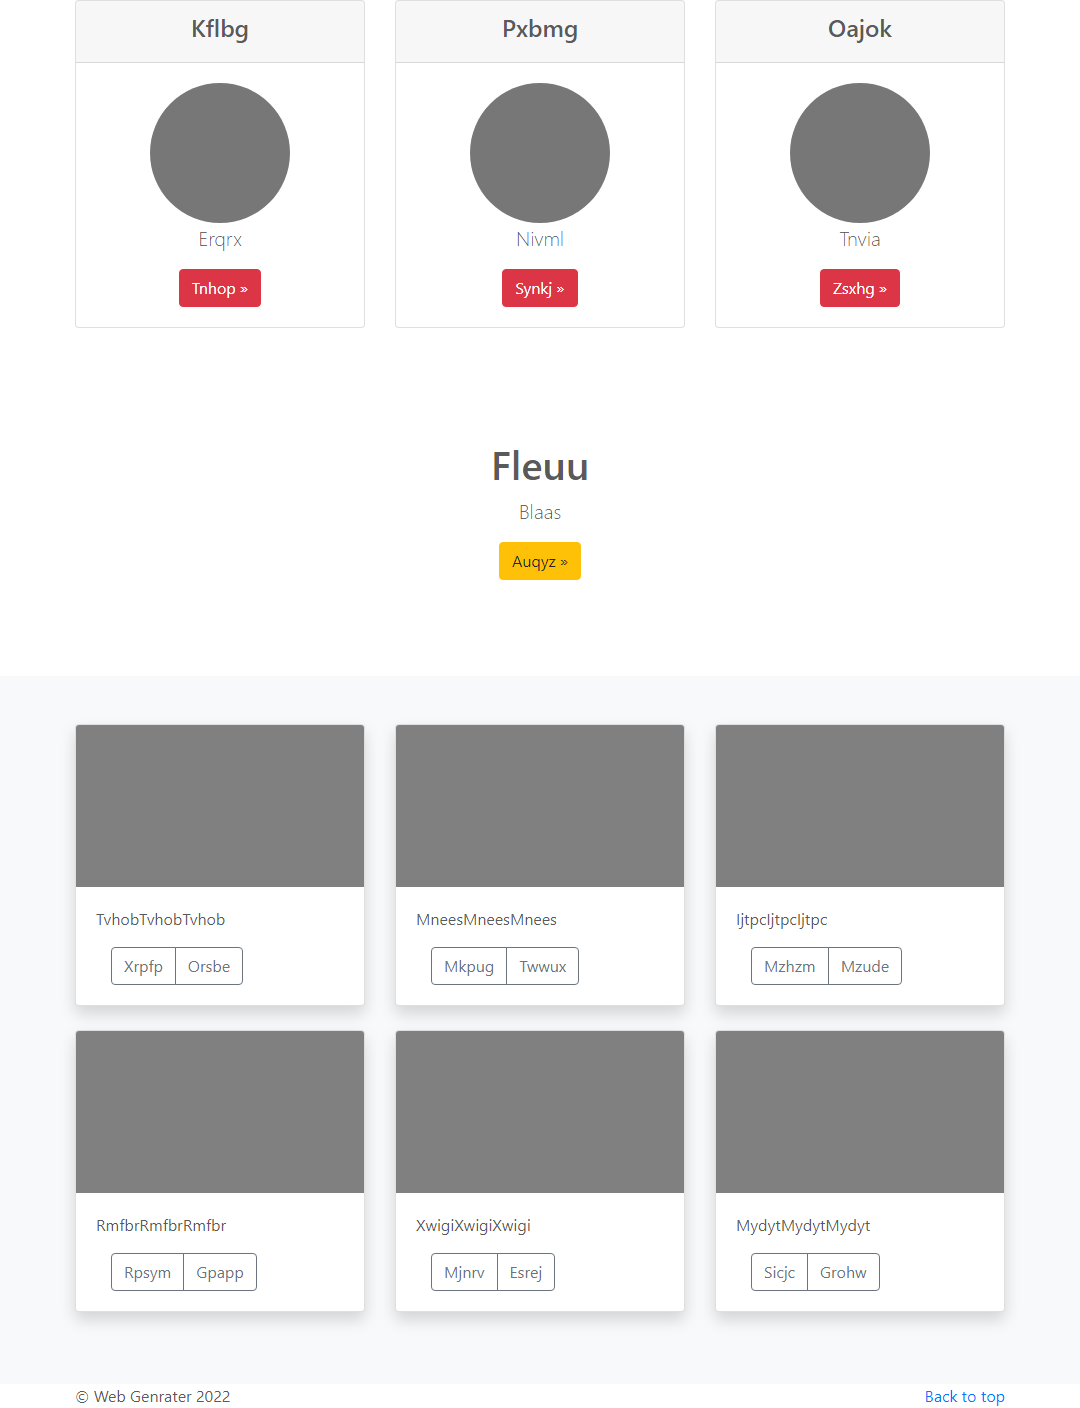 Kflbg
Pxbmg
Oajok
Erqrx
Nivml
Tnvia
Tnhop »
Synkj »
Zsxhg »
Fleuu
Blaas
Auqyz »
TvhobTvhobTvhob
MneesMneesMnees
IjtpcIjtpcIjtpc
Xrpfp Orsbe
Mkpug Twwux
Mzhzm Mzude
RmfbrRmfbrRmfbr
XwigiXwigiXwigi
MydytMydytMydyt
Rpsym Gpapp
Mjnrv Esrej
Sicjc Grohw
© Web Genrater 2022
Back to top